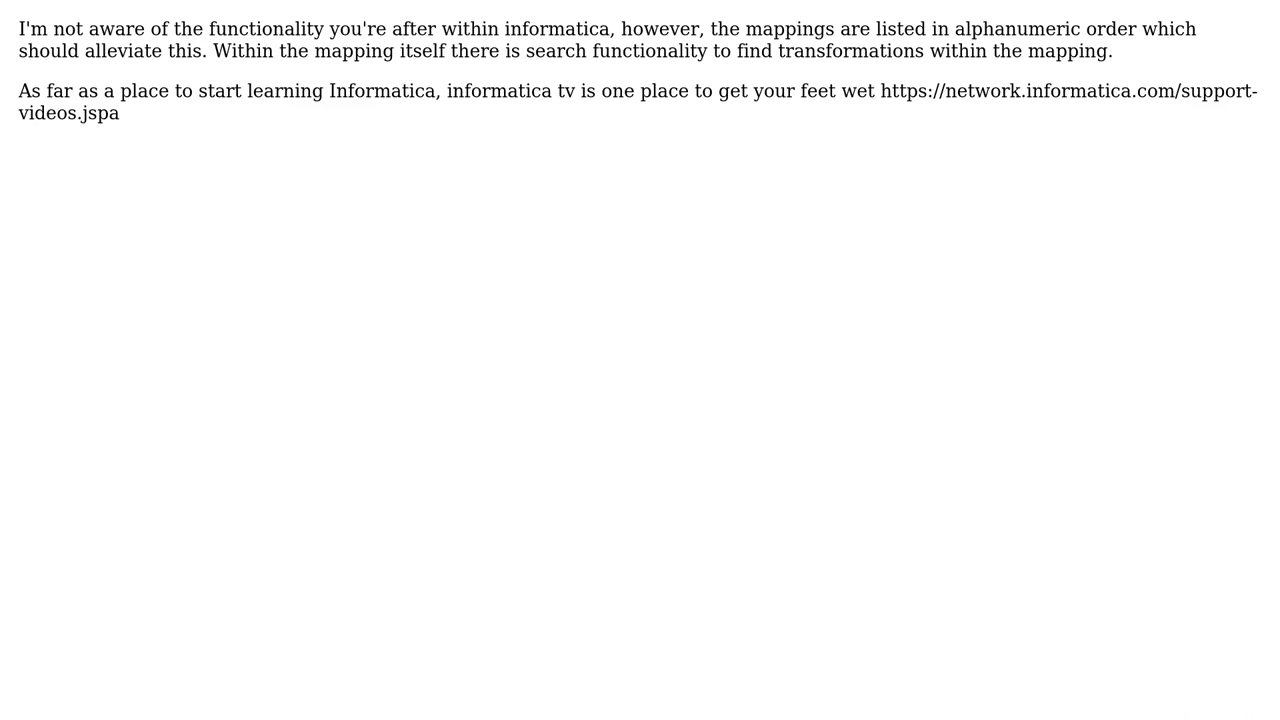 I'm not aware of the functionality you're after within informatica, however, the mappings are listed in alphanumeric order which
should alleviate this. Within the mapping itself there is search functionality to find transformations within the mapping.
As far as a place to start learning Informatica, informatica tv is one place to get your feet wet https://network.informatica.com/support-
videos.jspa